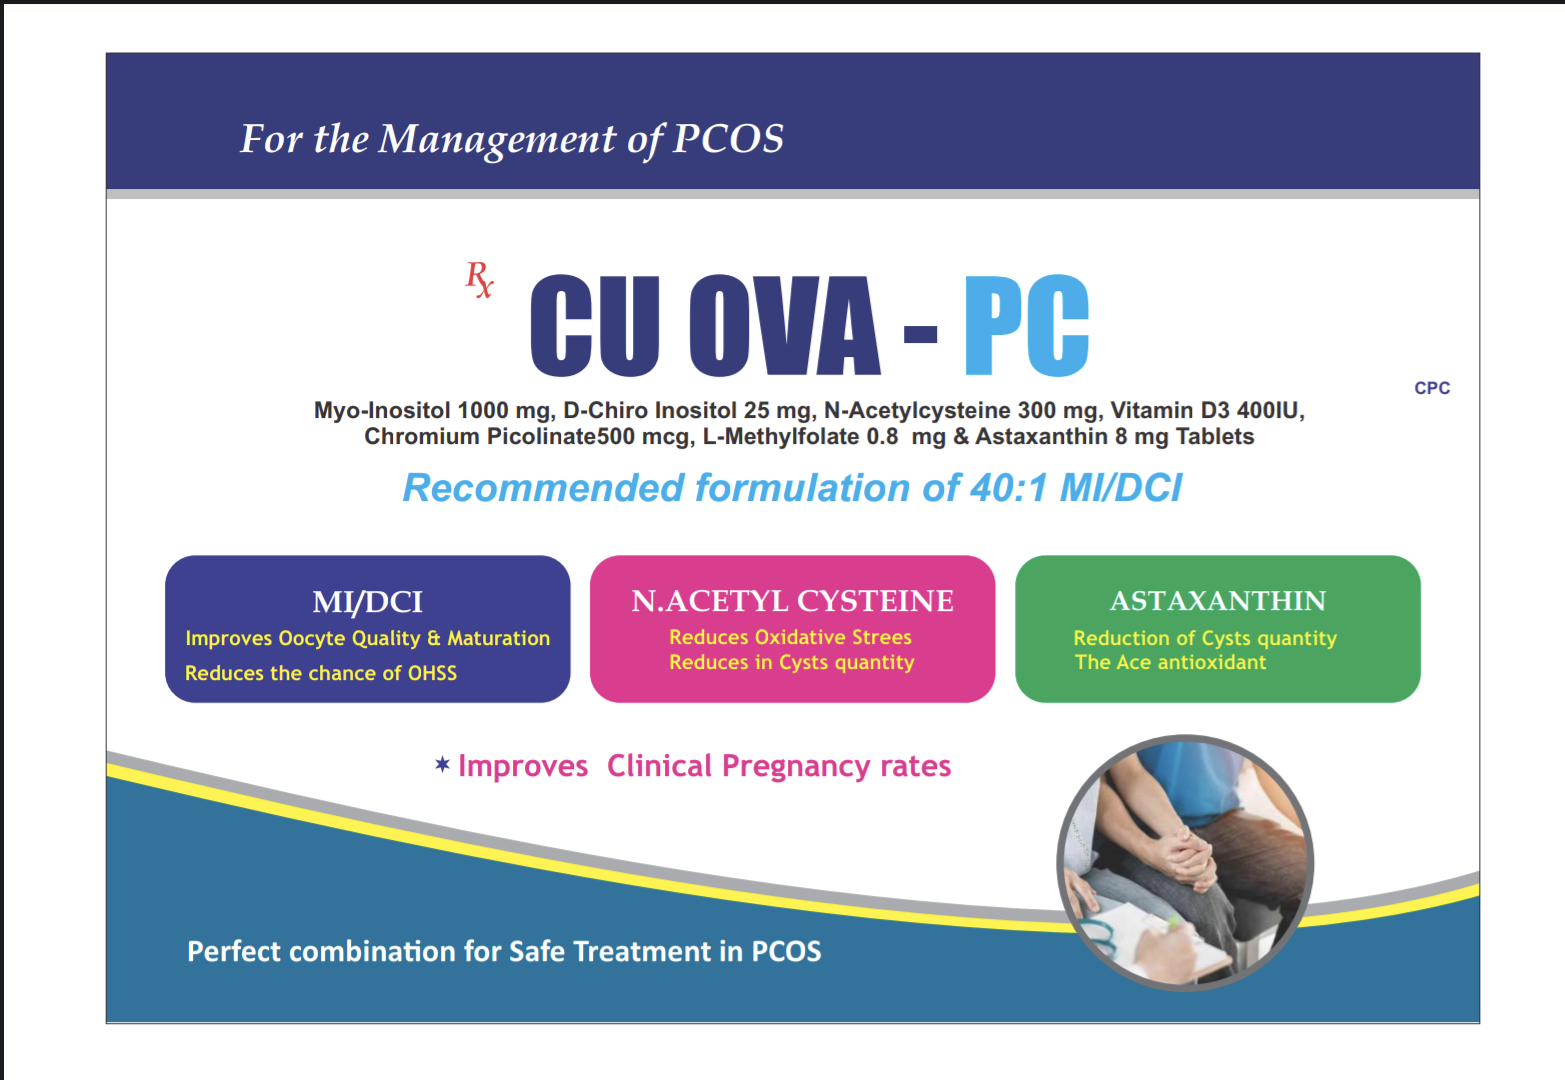 For the Management of PCOS
Rx
CU OVA - PC
CPC
Myo-Inositol 1000 mg, D-Chiro Inositol 25 mg, N-Acetylcysteine 300 mg, Vitamin D3 400IU,
Chromium Picolinate500 mcg, L-Methylfolate 0.8 mg & Astaxanthin 8 mg Tablets
Recommended formulation of 40:1 MI/DCI
MI/DCI
Improves Oocyte Quality & Maturation
Reduces the chance of OHSS
N.ACETYL CYSTEINE
Reduces Oxidative Strees
Reduces in Cysts quantity
ASTAXANTHIN
Reduction of Cysts quantity
The Ace antioxidant
✶ Improves Clinical Pregnancy rates
Perfect combination for Safe Treatment in PCOS